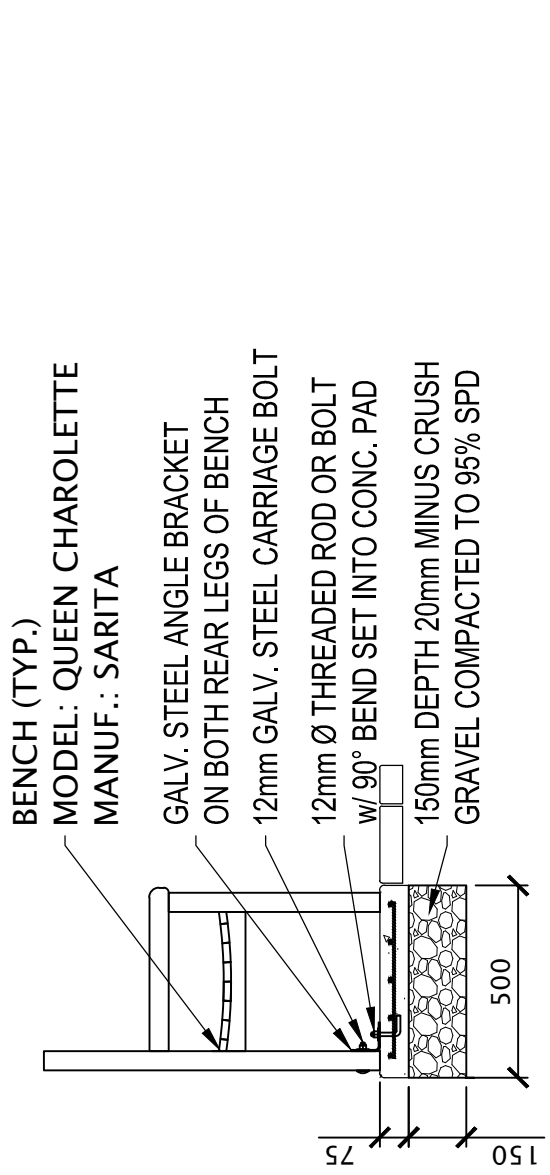 BENCH (TYP.)
MODEL: QUEEN CHAROLETTE
MANUF.: SARITA
GALV. STEEL ANGLE BRACKET
ON BOTH REAR LEGS OF BENCH
12mm GALV. STEEL CARRIAGE BOLT
12mm Ø THREADED ROD OR BOLT
w/ 90° BEND SET INTO CONC. PAD
150mm DEPTH 20mm MINUS CRUSH
GRAVEL COMPACTED TO 95% SPD
500
75
150